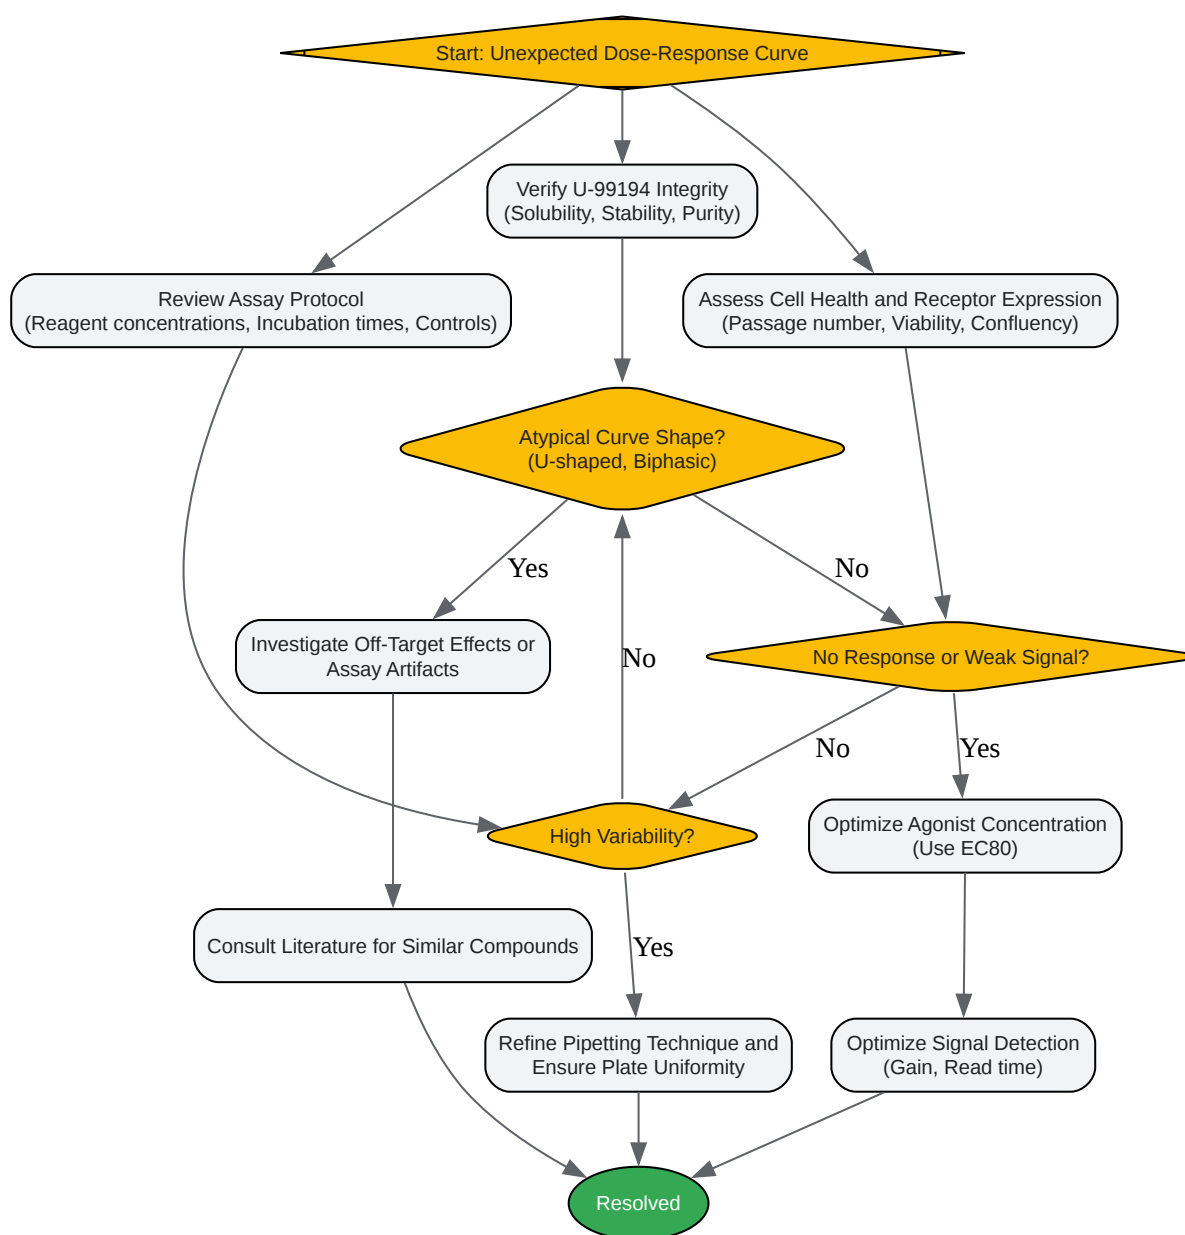 Start: Unexpected Dose-Response Curve
Verify U-99194 Integrity
(Solubility, Stability, Purity)
Review Assay Protocol
(Reagent concentrations, Incubation times, Controls)
Assess Cell Health and Receptor Expression
(Passage number, Viability, Confluency)
Atypical Curve Shape?
(U-shaped, Biphasic)
Yes
No
Investigate Off-Target Effects or
Assay Artifacts
No
No Response or Weak Signal?
No
Yes
High Variability?
Optimize Agonist Concentration
(Use EC80)
Consult Literature for Similar Compounds
Yes
Refine Pipetting Technique and
Ensure Plate Uniformity
Optimize Signal Detection
(Gain, Read time)
Resolved